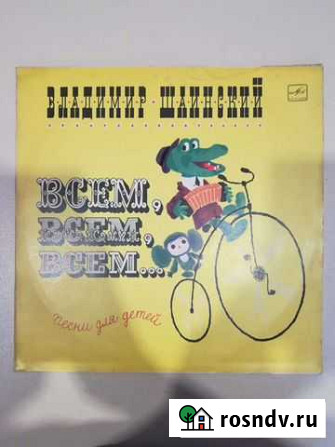 ВЛАДИМИР · ШАИНСКИЙ
ВСЕМ,
ВСЕМ,
ВСЕМ...
Песни для детей
rosndv.ru